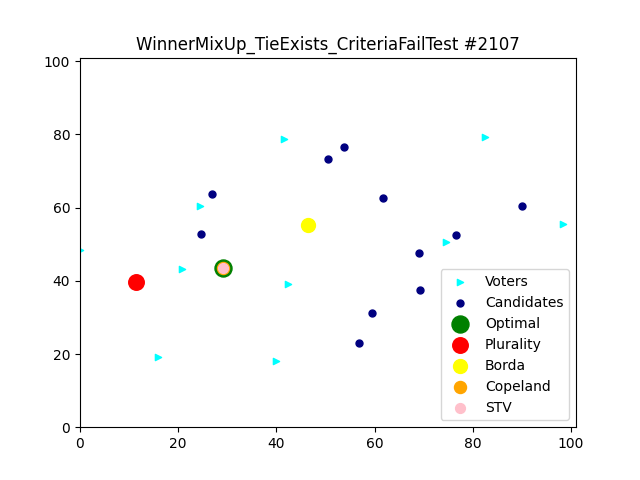 WinnerMixUp_TieExists_CriteriaFailTest #2107
100
80
60
40
20
0
Voters
Candidates
Optimal
Plurality
Borda
Copeland
STV
0 20 40 60 80 100